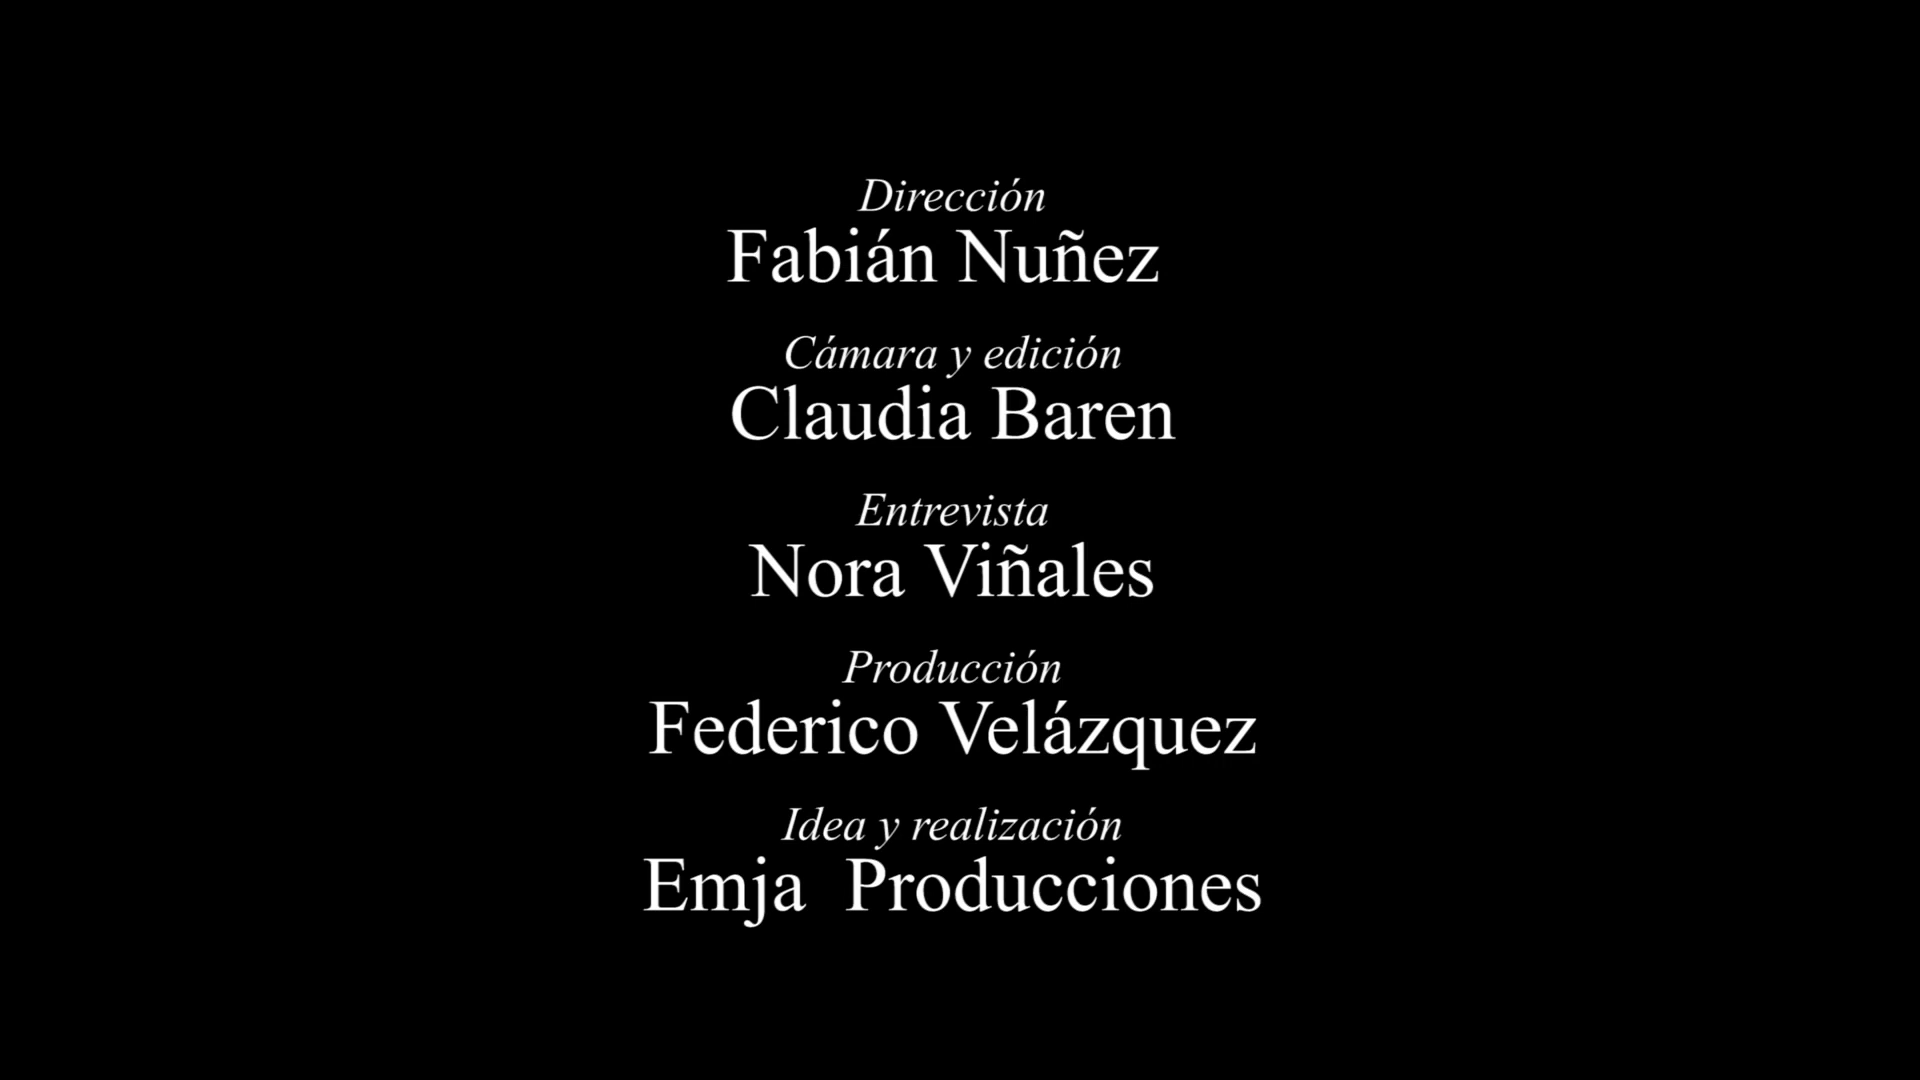 Dirección
Fabián Nuñez
Cámara y edición
Claudia Baren
Entrevista
Nora Viñales
Producción
Federico Velázquez
Idea y realización
Emja  Producciones